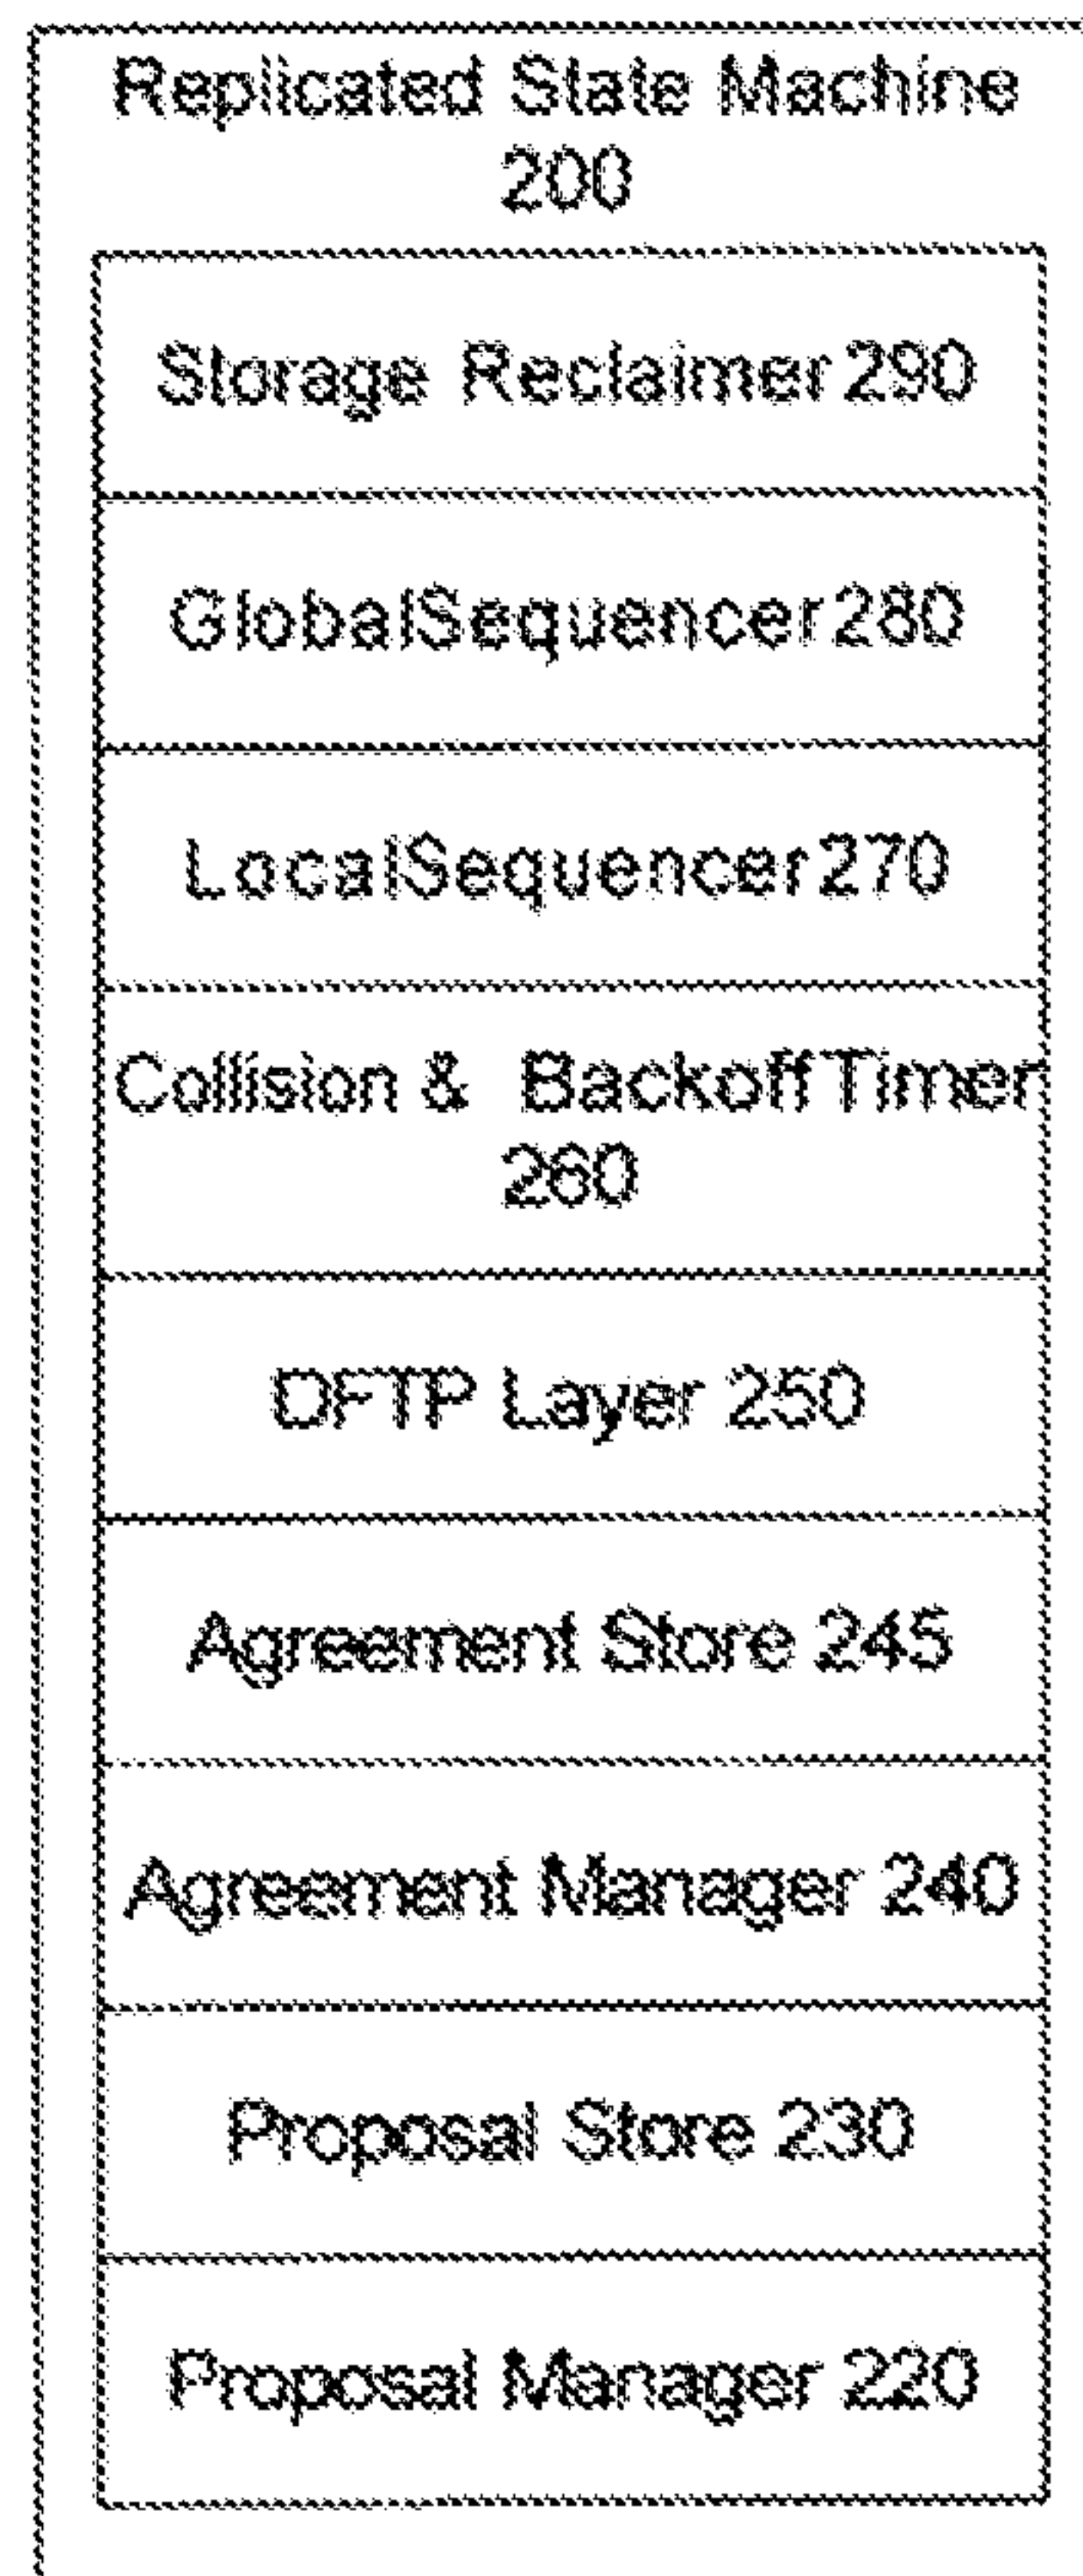 Replicated State Machine
200
Storage Reclaimer 290
GlobalSequencer 280
LocalSequencer 270
Collision & Backoff Timer
260
DFTP Layer 250
Agreement Store 245
Agreement Manager 240
Proposal Store 230
Proposal Manager 220